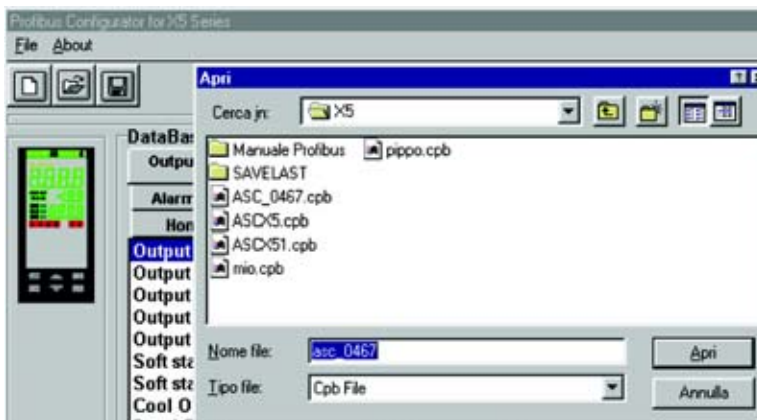 Profibus Configurator for X5 Series
File About
Apri
Cerca in: X5
Manuale Profibus pippo.cpb
SAVELAST
ASC_0467.cpb
ASCX5.cpb
ASCX51.cpb
mio.cpb
Nome file: asc_0467 Apri
Tipo file: Cpb File Annulla
DataBa
Outpu
Alarm
Hon
Output
Output
Output
Output
Output
Soft sta
Soft sta
Cool O